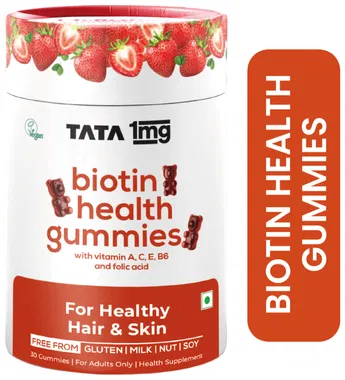 vegan
TATA 1mg
biotin
health
gummies
with vitamin A, C, E, B6
and folic acid
For Healthy
Hair & Skin
FREE FROM GLUTEN | MILK | NUT | SOY
30 Gummies | For Adults Only | Health Supplement
BIOTIN HEALTH
GUMMIES